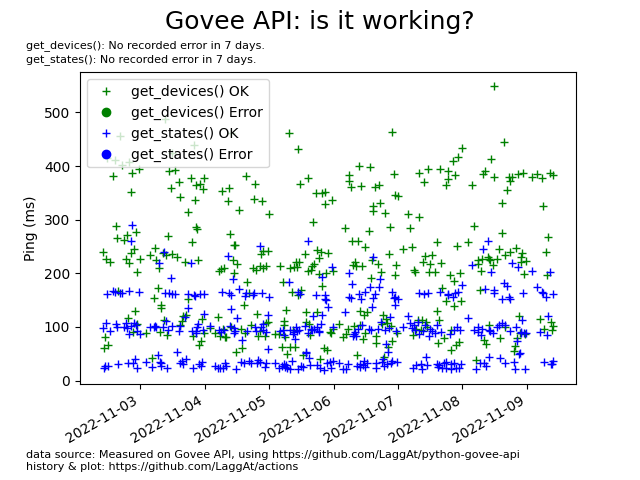 Govee API: is it working?
get_devices(): No recorded error in 7 days.
get_states(): No recorded error in 7 days.
get_devices() OK
get_devices() Error
get_states() OK
get_states() Error
Ping (ms)
500
400
300
200
100
0
2022-11-03
2022-11-04
2022-11-05
2022-11-06
2022-11-07
2022-11-08
2022-11-09
data source: Measured on Govee API, using https://github.com/LaggAt/python-govee-api
history & plot: https://github.com/LaggAt/actions